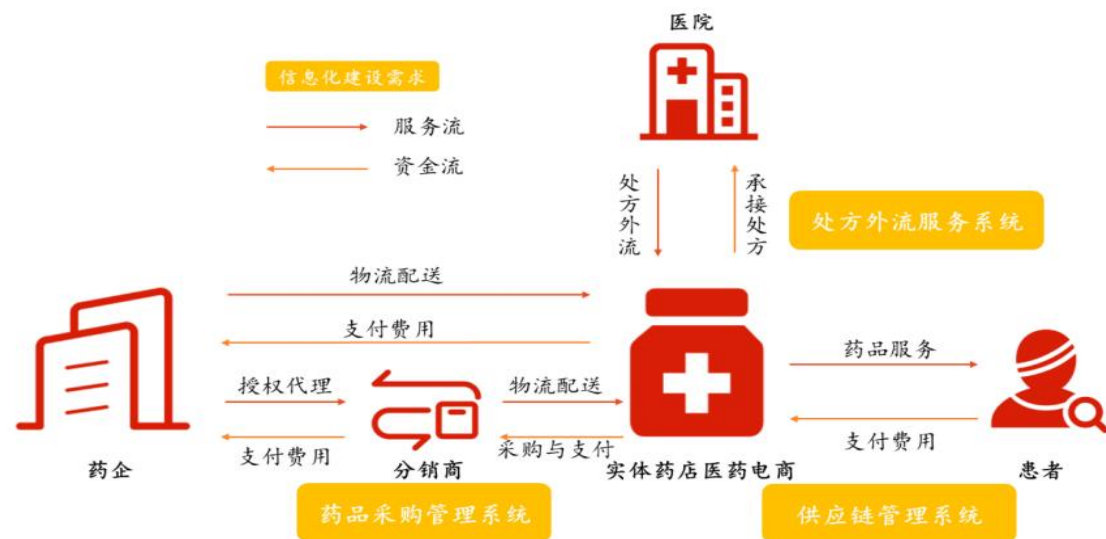 医院
信息化建设需求
服务流
资金流
处方外流
承接处方
处方外流服务系统
物流配送
支付费用
药品服务
授权代理
物流配送
支付费用
采购与支付
支付费用
药企
分销商
实体药店医药电商
患者
药品采购管理系统
供应链管理系统